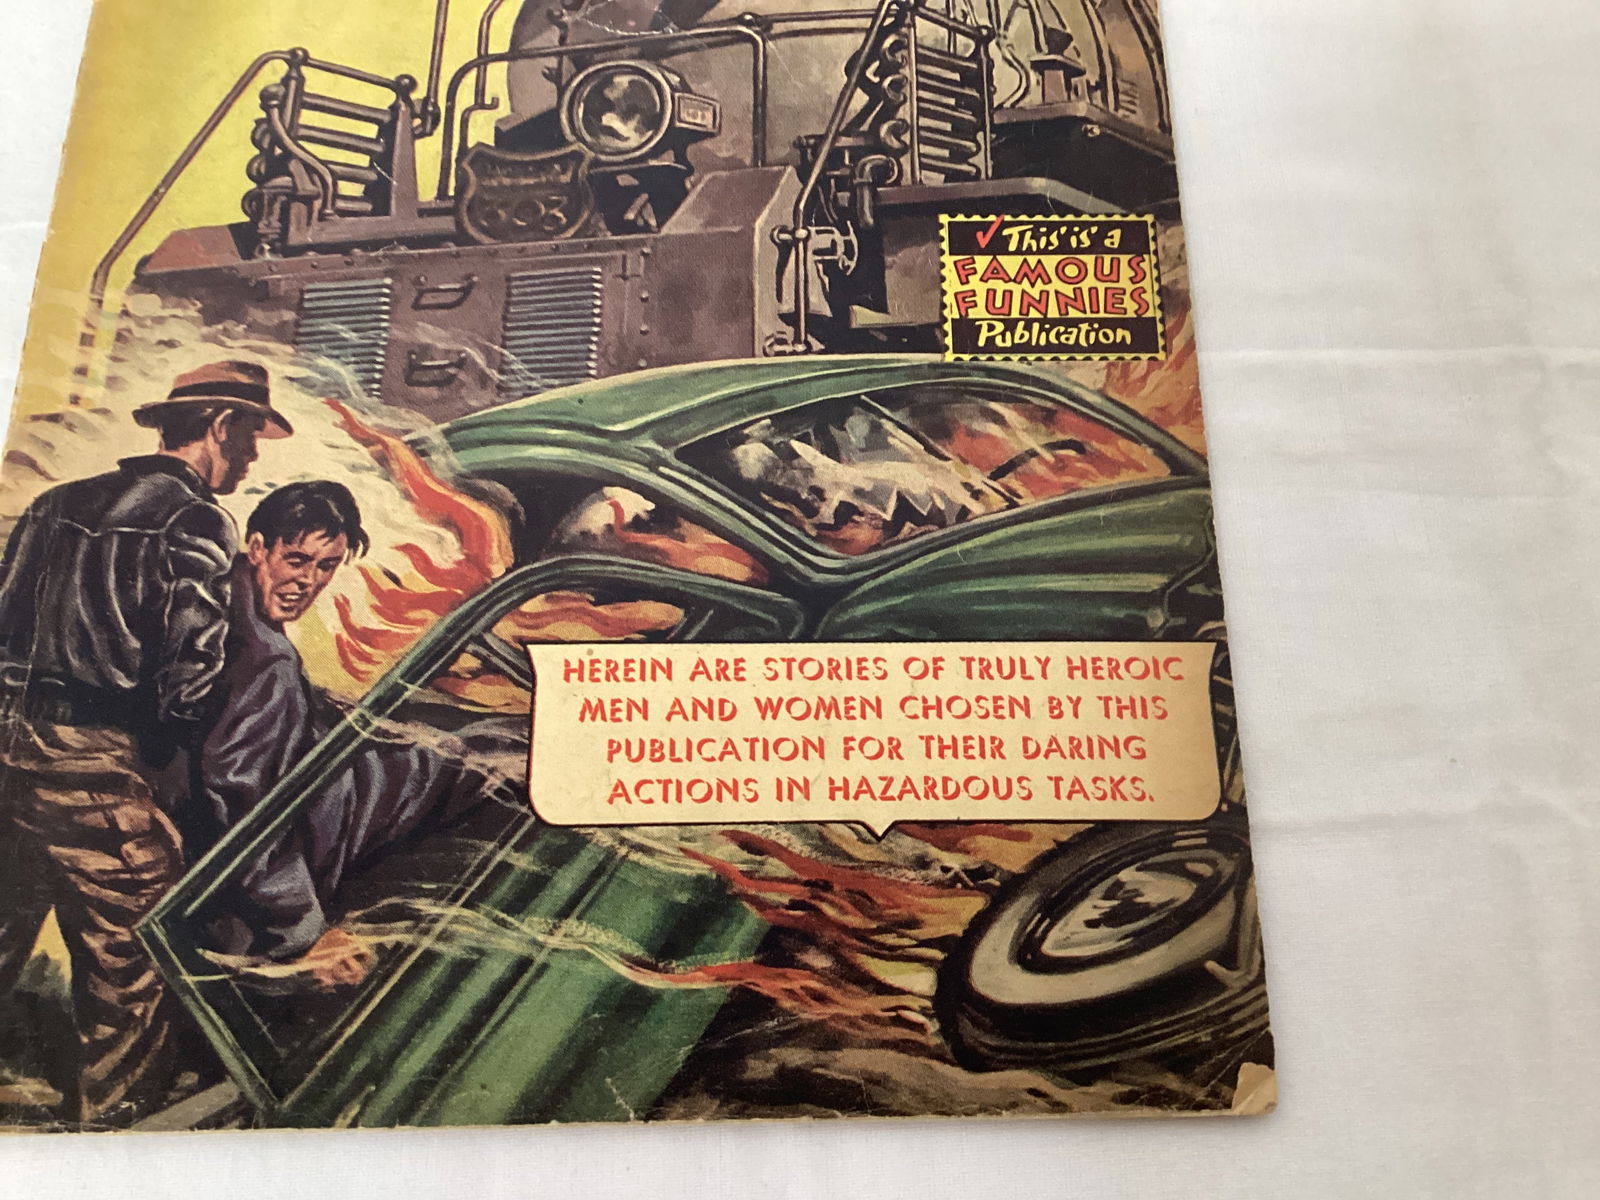 This is a
FAMOUS
FUNNIES
Publication
HEREIN ARE STORIES OF TRULY HEROIC
MEN AND WOMEN CHOSEN BY THIS
PUBLICATION FOR THEIR DARING
ACTIONS IN HAZARDOUS TASKS.